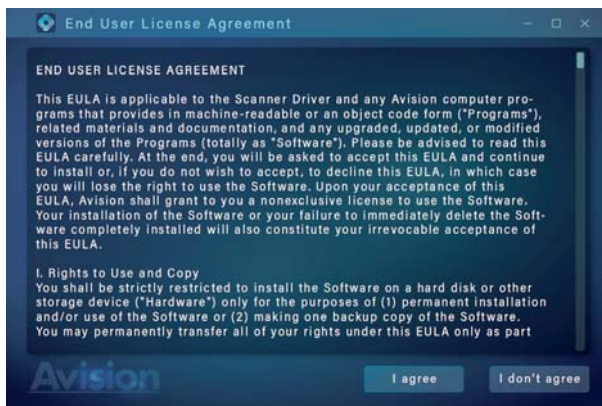 End User License Agreement
END USER LICENSE AGREEMENT
This EULA is applicable to the Scanner Driver and any Avision computer pro-
grams that provides in machine-readable or an object code form ("Programs"),
related materials and documentation, and any upgraded, updated, or modified
versions of the Programs (totally as "Software"). Please be advised to read this
EULA carefully. At the end, you will be asked to accept this EULA and continue
to install or, if you do not wish to accept, to decline this EULA, in which case
you will lose the right to use the Software. Upon your acceptance of this
EULA, Avision shall grant to you a nonexclusive license to use the Software.
Your installation of the Software or your failure to immediately delete the Soft-
ware completely installed will also constitute your irrevocable acceptance of
this EULA.
I. Rights to Use and Copy
You shall be strictly restricted to install the Software on a hard disk or other
storage device ("Hardware") only for the purposes of (1) permanent installation
and/or use of the Software or (2) making one backup copy of the Software.
You may permanently transfer all of your rights under this EULA only as part
Avision
I agree
I don't agree